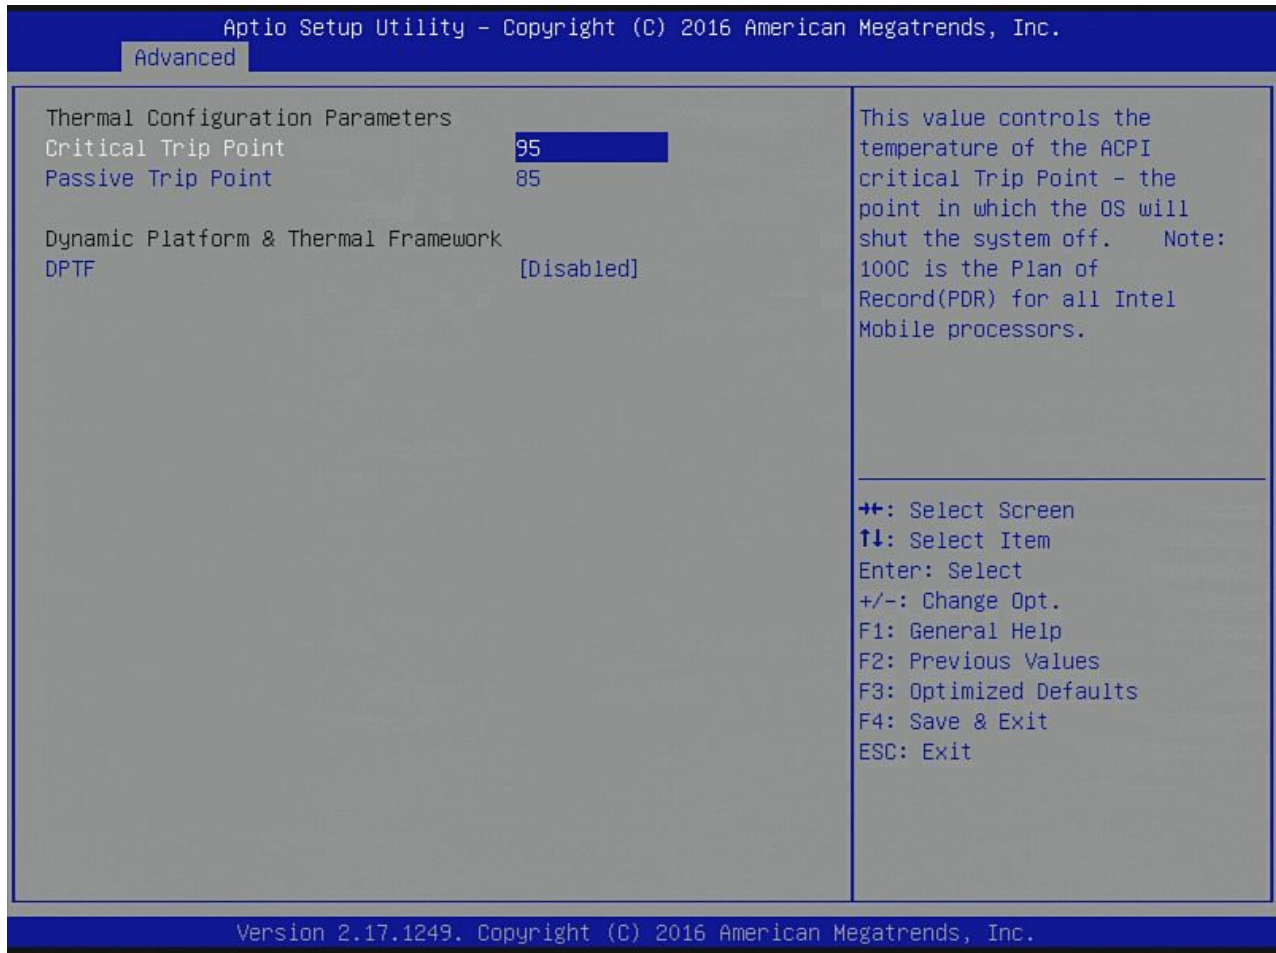 Aptio Setup Utility – Copyright (C) 2016 American Megatrends, Inc.
Advanced
Thermal Configuration Parameters
Critical Trip Point 95
Passive Trip Point 85
Dynamic Platform & Thermal Framework
DPTF [Disabled]
This value controls the
temperature of the ACPI
critical Trip Point – the
point in which the OS will
shut the system off. Note:
100C is the Plan of
Record(POR) for all Intel
Mobile processors.
→←: Select Screen
↑↓: Select Item
Enter: Select
+/-: Change Opt.
F1: General Help
F2: Previous Values
F3: Optimized Defaults
F4: Save & Exit
ESC: Exit
Version 2.17.1249. Copyright (C) 2016 American Megatrends, Inc.